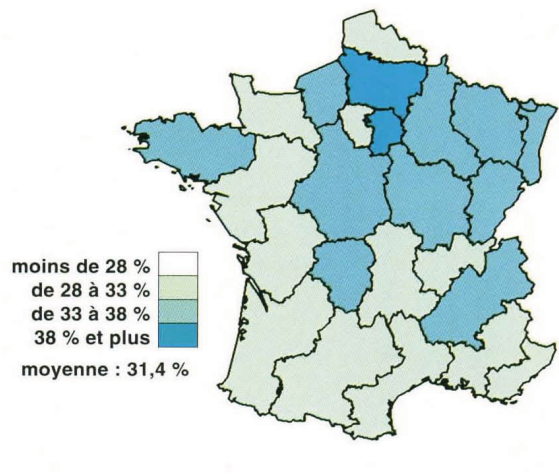 moins de 28 %
de 28 à 33 %
de 33 à 38 %
38 % et plus
moyenne : 31,4 %